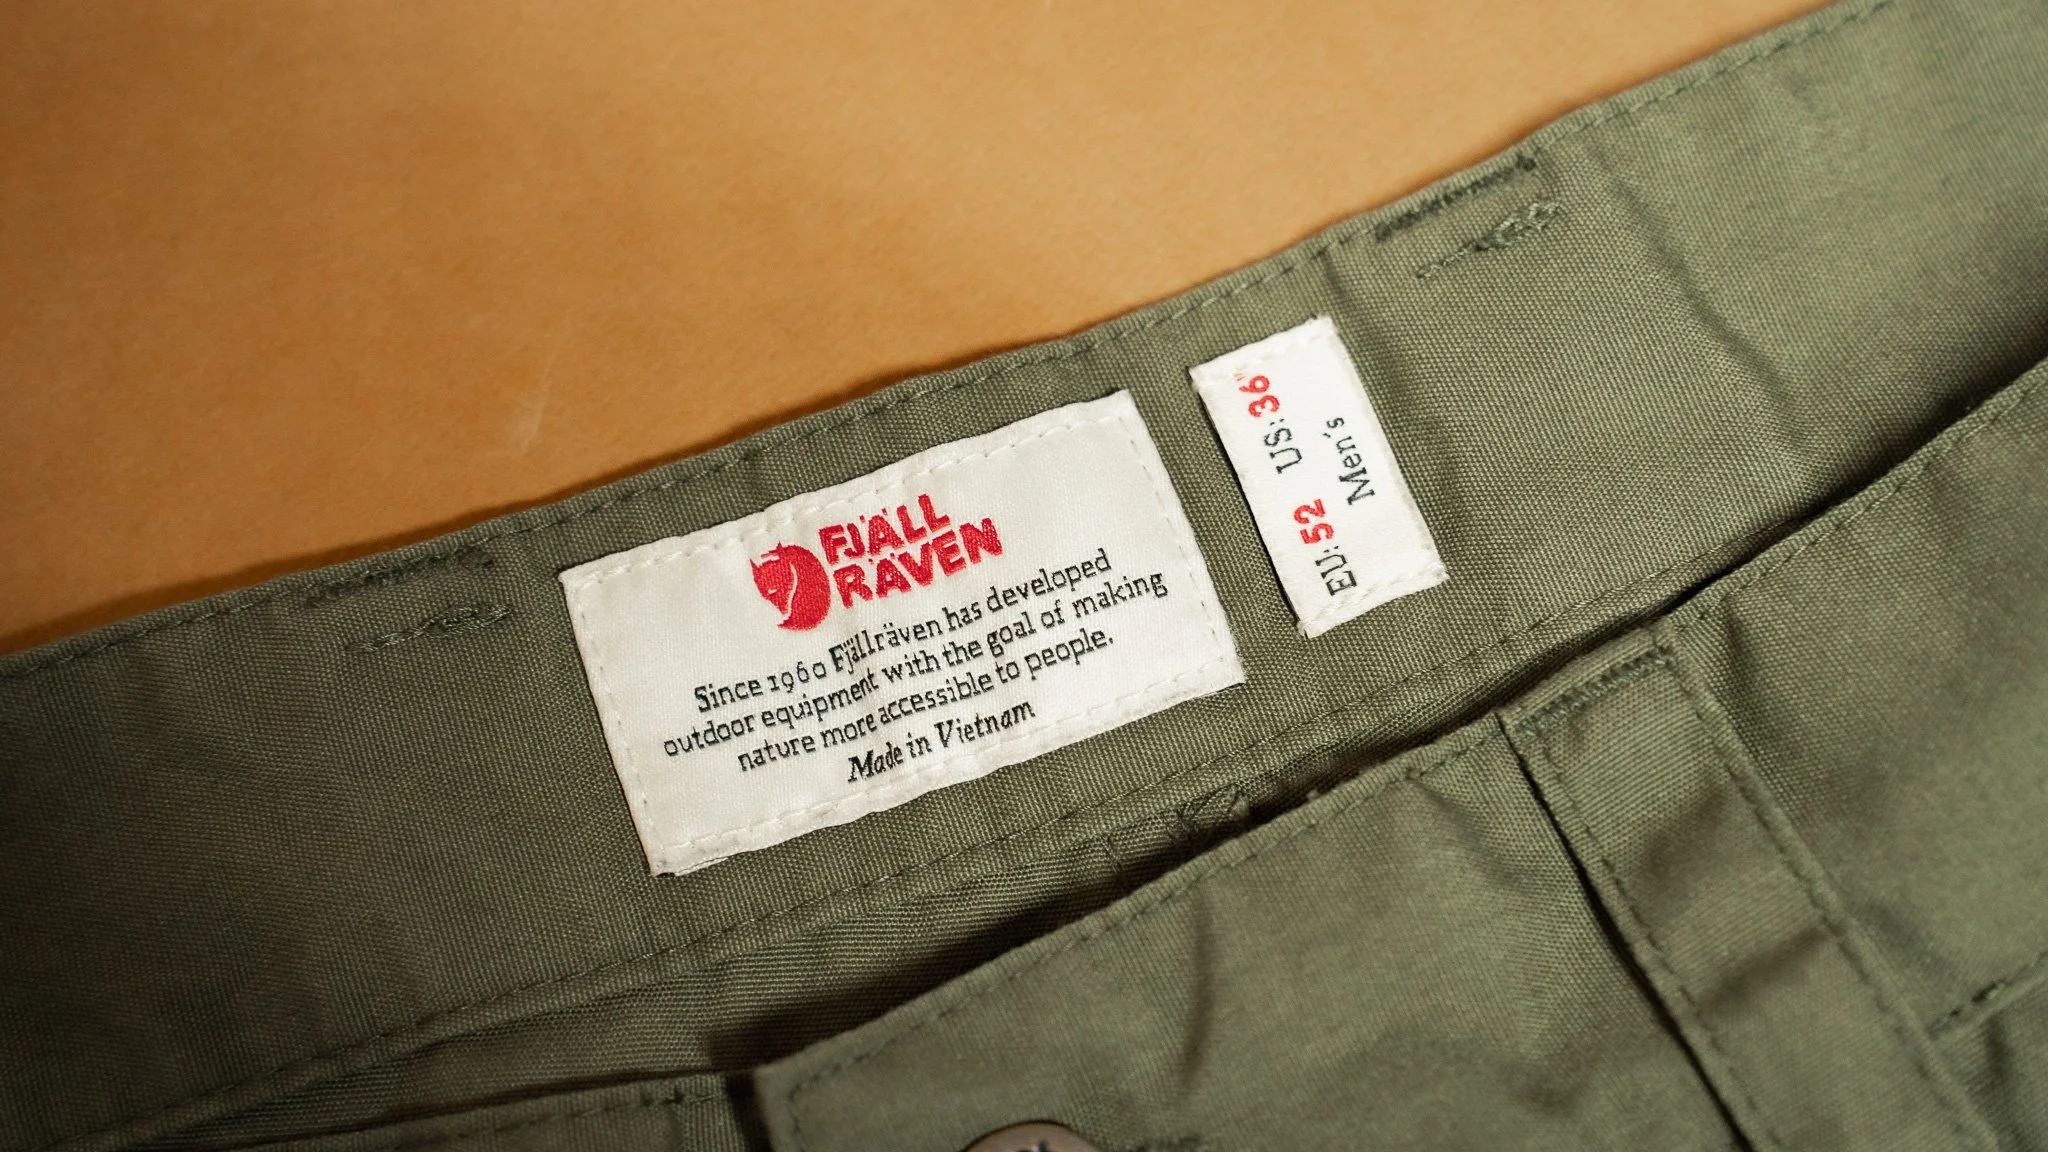 FJÄLL
RÄVEN
Since 1960 Fjällräven has developed
outdoor equipment with the goal of making
nature more accessible to people.
Made in Vietnam
EU: 52 US: 36"
Men's